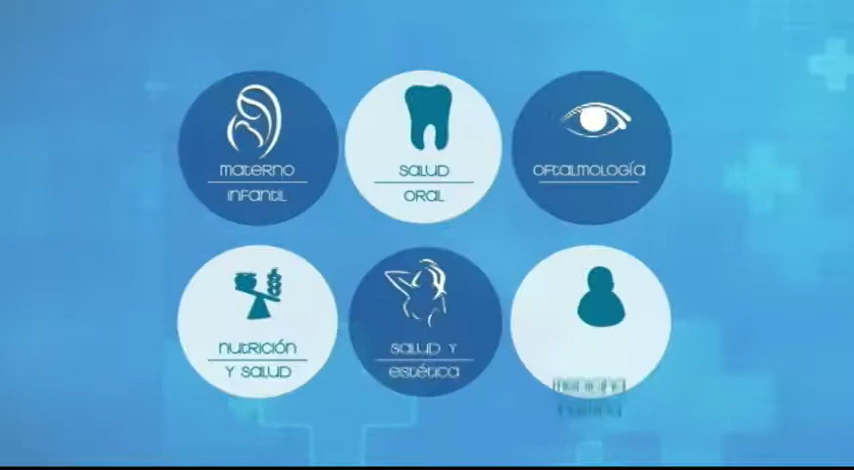 MATERNO
INFANTIL
SALUD
ORAL
OFTALMOLOGÍA
NUTRICIÓN
Y SALUD
SALUD Y
ESTÉTICA